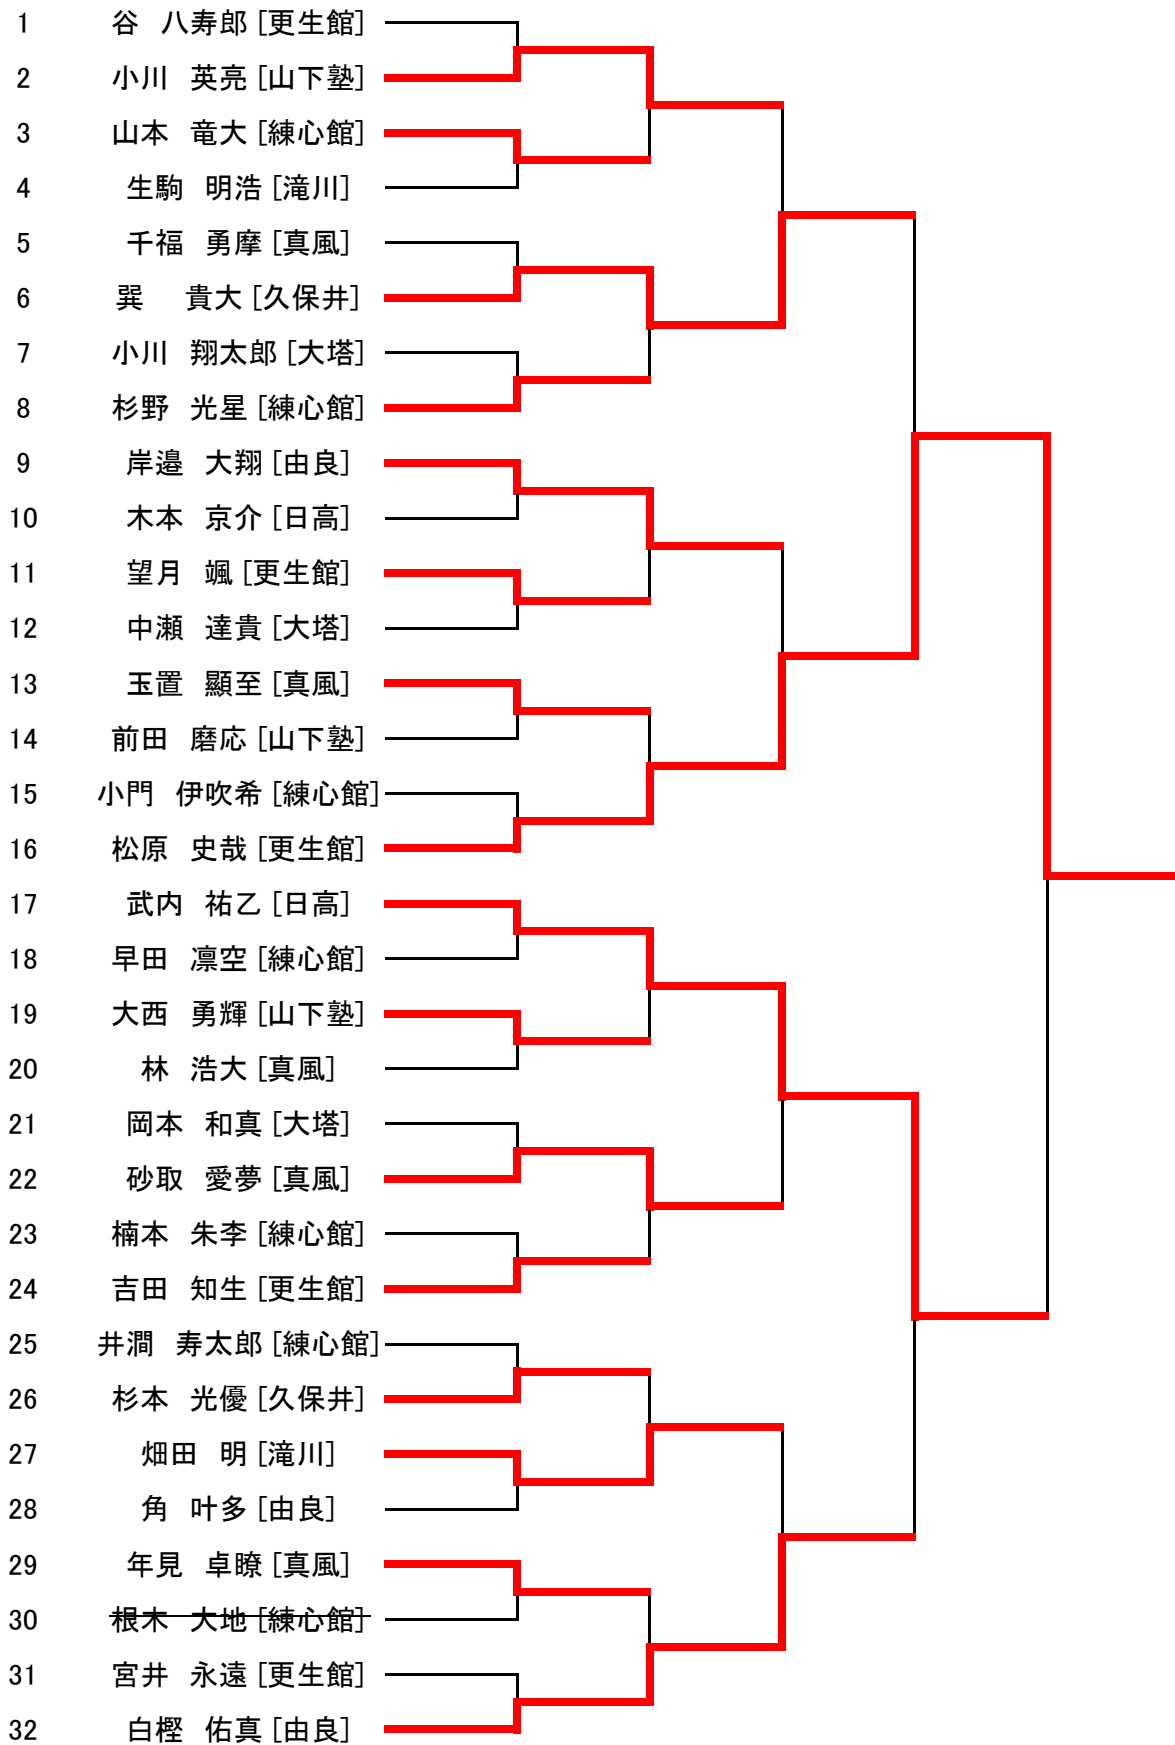 1 谷 八寿郎 [更生館]
2 小川 英亮 [山下塾]
3 山本 竜大 [練心館]
4 生駒 明浩 [滝川]
5 千福 勇摩 [真風]
6 巽 貴大 [久保井]
7 小川 翔太郎 [大塔]
8 杉野 光星 [練心館]
9 岸邉 大翔 [由良]
10 木本 京介 [日高]
11 望月 颯 [更生館]
12 中瀬 達貴 [大塔]
13 玉置 顯至 [真風]
14 前田 磨応 [山下塾]
15 小門 伊吹希 [練心館]
16 松原 史哉 [更生館]
17 武内 祐乙 [日高]
18 早田 凛空 [練心館]
19 大西 勇輝 [山下塾]
20 林 浩大 [真風]
21 岡本 和真 [大塔]
22 砂取 愛夢 [真風]
23 楠本 朱李 [練心館]
24 吉田 知生 [更生館]
25 井澗 寿太郎 [練心館]
26 杉本 光優 [久保井]
27 畑田 明 [滝川]
28 角 叶多 [由良]
29 年見 卓瞭 [真風]
30 根木 大地 [練心館]
31 宮井 永遠 [更生館]
32 白樫 佑真 [由良]